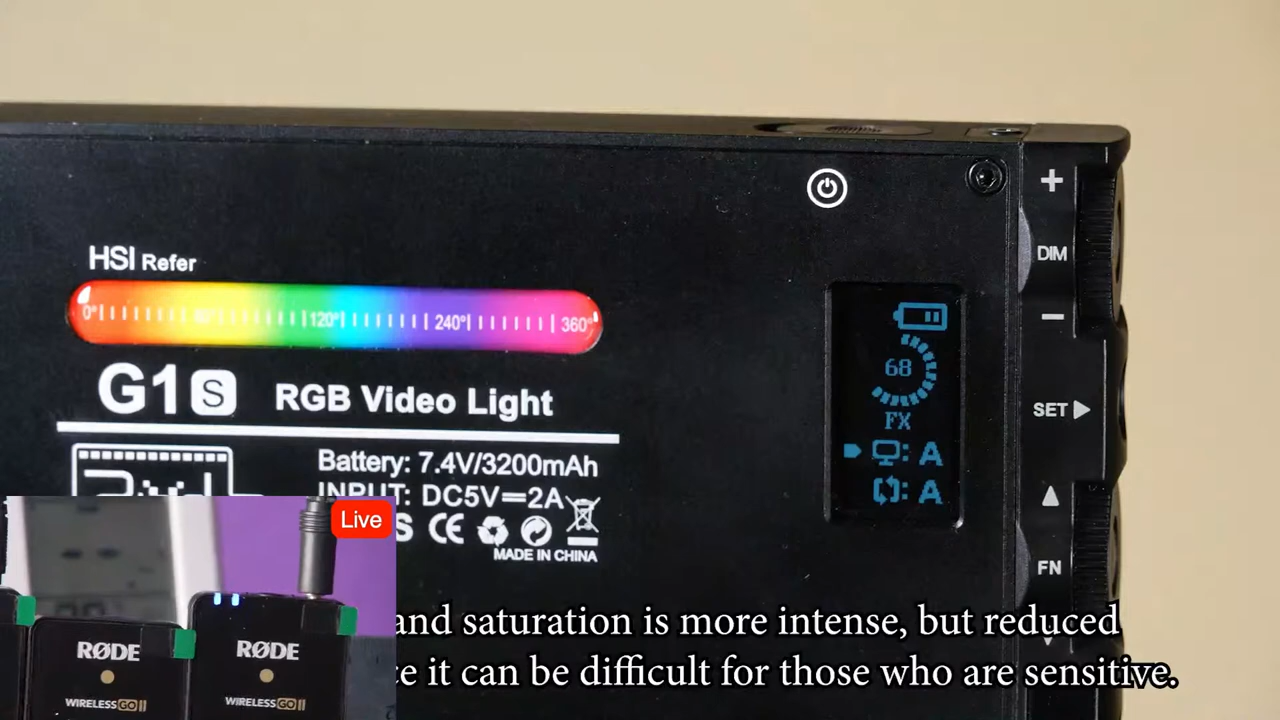 HSI Refer
0° 60° 120° 240° 360°
G1 S RGB Video Light
Battery: 7.4V/3200mAh
INPUT: DC5V⎓2A
S CE
MADE IN CHINA
+
DIM
−
SET
FN
68
FX
: A
: A
Live
RØDE
WIRELESS GO II
RØDE
WIRELESS GO II
and saturation is more intense, but reduced
it can be difficult for those who are sensitive.